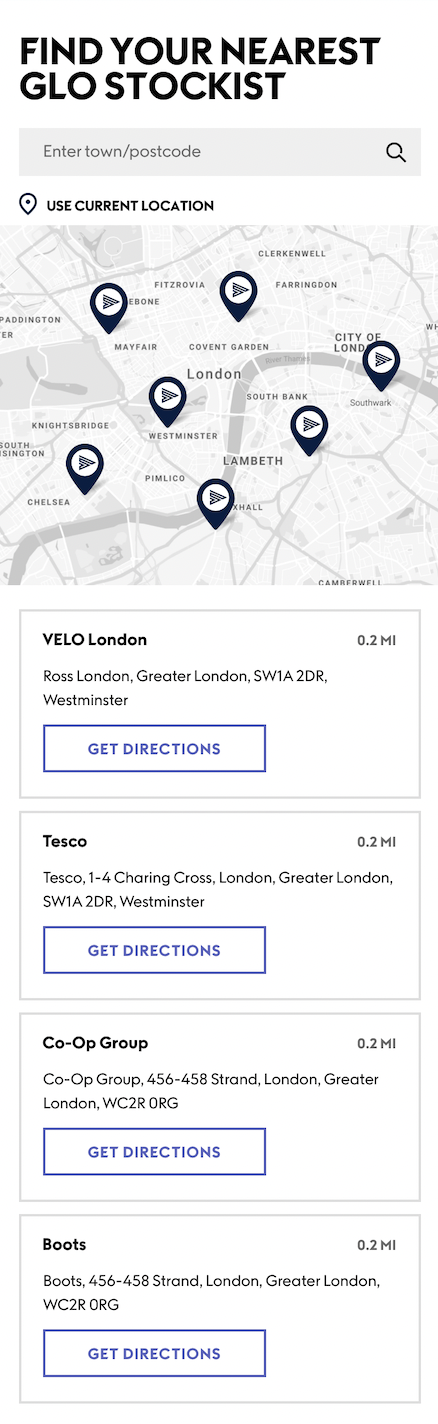 FIND YOUR NEAREST
GLO STOCKIST
Enter town/postcode
USE CURRENT LOCATION
CLERKENWELL
FITZROVIA
FARRINGDON
EBONE
PADDINGTON
ER
MAYFAIR
COVENT GARDEN
CITY OF
LOND
WH
River Thames
London
SOUTH BANK
Southwark
KNIGHTSBRIDGE
WESTMINSTER
SOUTH
NSINGTON
LAMBETH
PIMLICO
CHELSEA
XHALL
CAMBERWELL
VELO London
0.2 MI
Ross London, Greater London, SW1A 2DR,
Westminster
GET DIRECTIONS
Tesco
0.2 MI
Tesco, 1-4 Charing Cross, London, Greater London,
SW1A 2DR, Westminster
GET DIRECTIONS
Co-Op Group
0.2 MI
Co-Op Group, 456-458 Strand, London, Greater
London, WC2R 0RG
GET DIRECTIONS
Boots
0.2 MI
Boots, 456-458 Strand, London, Greater London,
WC2R 0RG
GET DIRECTIONS